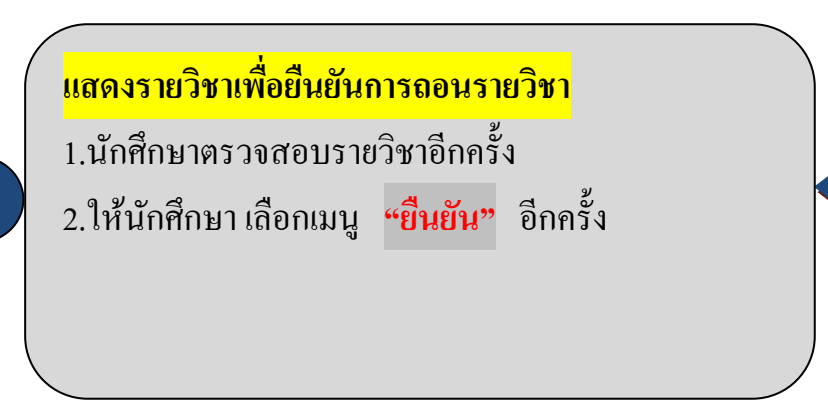 แสดงรายวิชาเพื่อยืนยันการถอนรายวิชา
1.นักศึกษาตรวจสอบรายวิชาอีกครั้ง
2.ให้นักศึกษา เลือกเมนู “ยืนยัน” อีกครั้ง